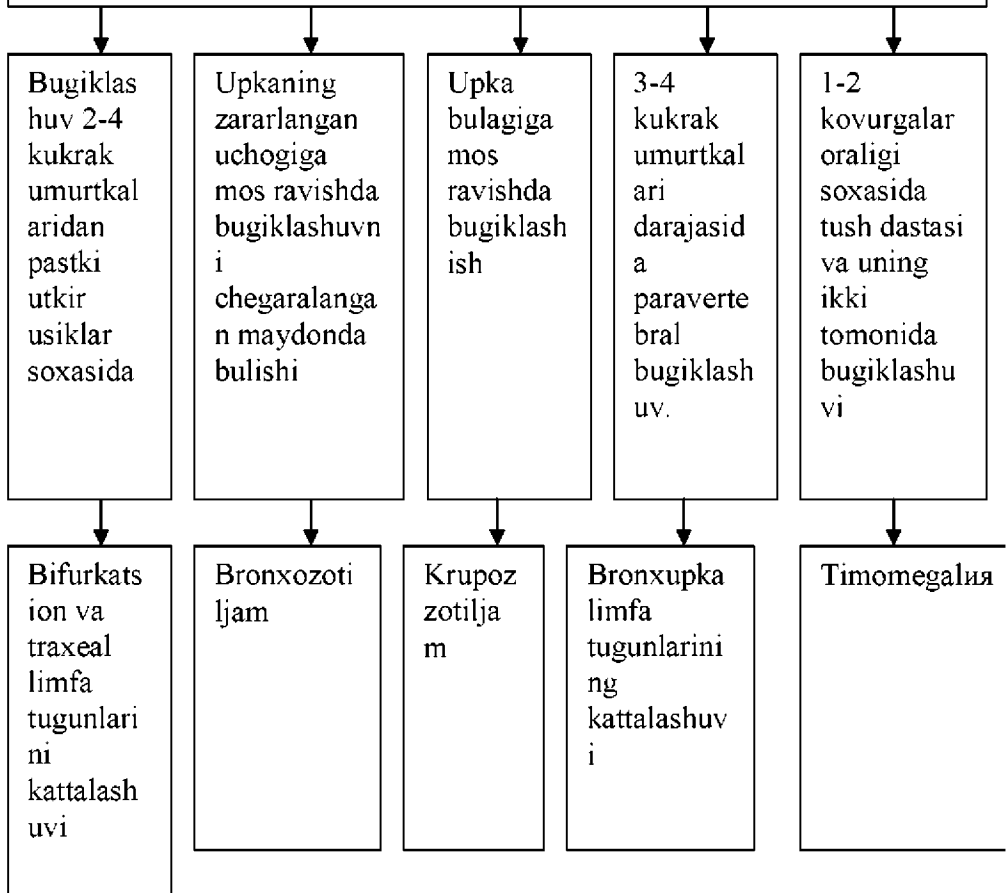 Bugiklas
huv 2-4
kukrak
umurtkal
aridan
pastki
utkir
usiklar
soxasida
Upkaning
zararlangan
uchogiga
mos ravishda
bugiklashuvn
i
chegaralanga
n maydonda
bulishi
Upka
bulagiga
mos
ravishda
bugiklash
ish
3-4
kukrak
umurtkal
ari
darajasid
a
paraverte
bral
bugiklash
uv.
1-2
kovurgalar
oraligi
soxasida
tush dastasi
va uning
ikki
tomonida
bugiklashu
vi
Bifurkats
ion va
traxeal
limfa
tugunlari
ni
kattalash
uvi
Bronxozoti
ljam
Krupoz
zotilja
m
Bronxupka
limfa
tugunlarini
ng
kattalashuv
i
Timomegalия